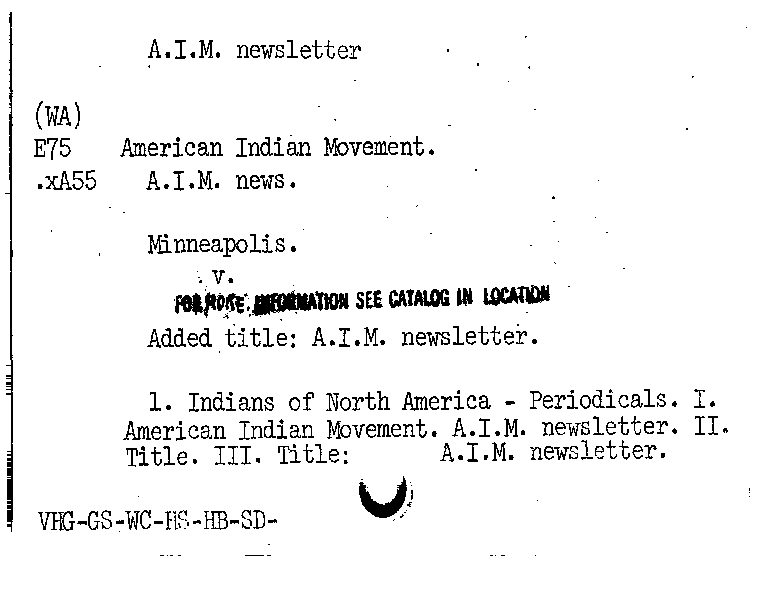 A.I.M. newsletter
(WA)
E75 American Indian Movement.
.xA55 A.I.M. news.
Minneapolis.
v.
FOR MORE INFORMATION SEE CATALOG IN LOCATION
Added title: A.I.M. newsletter.
1. Indians of North America - Periodicals. I.
American Indian Movement. A.I.M. newsletter. II.
Title. III. Title: A.I.M. newsletter.
VHG-GS-WC-HS-HB-SD-